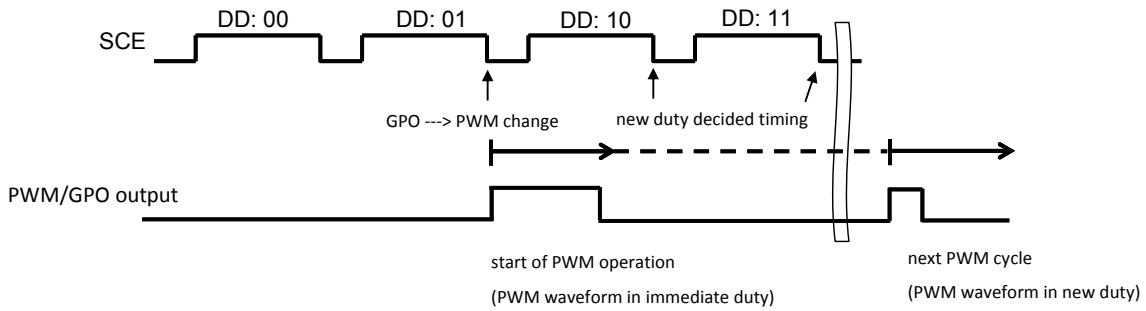 DD: 00 DD: 01 DD: 10 DD: 11
SCE
GPO ---> PWM change new duty decided timing
PWM/GPO output
start of PWM operation next PWM cycle
(PWM waveform in immediate duty) (PWM waveform in new duty)